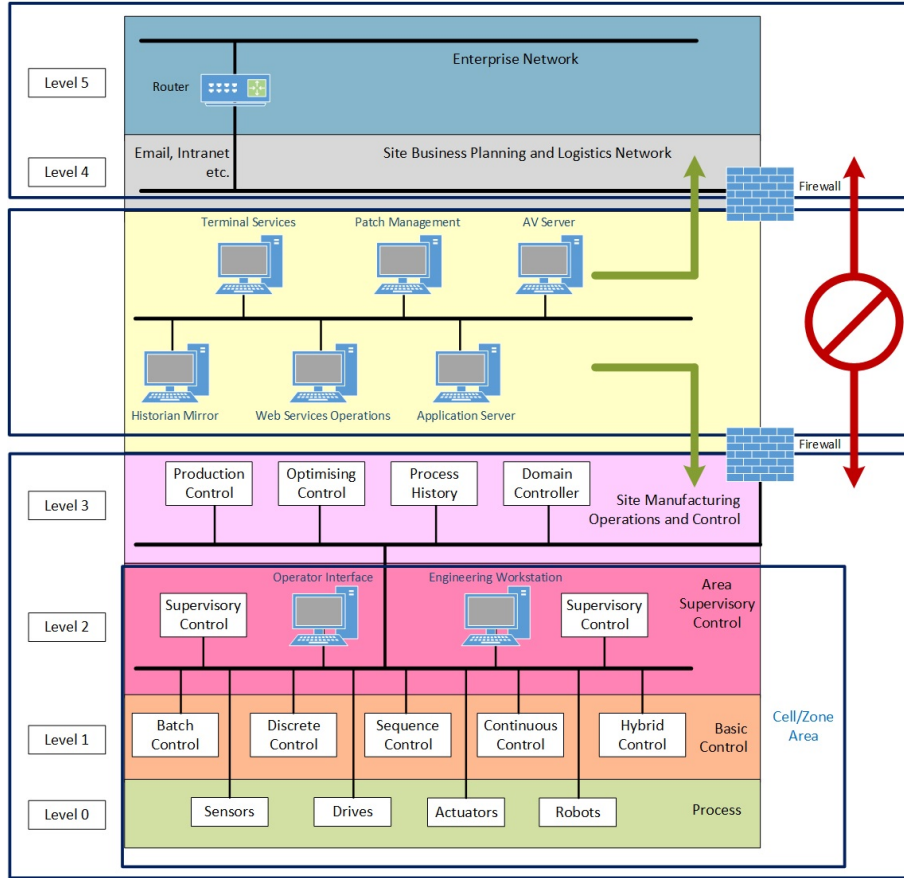 Level 5
Enterprise Network
Router
Level 4
Email, Intranet
etc.
Site Business Planning and Logistics Network
Firewall
Terminal Services
Patch Management
AV Server
Historian Mirror
Web Services Operations
Application Server
Firewall
Level 3
Production
Control
Optimising
Control
Process
History
Domain
Controller
Site Manufacturing
Operations and Control
Level 2
Operator Interface
Engineering Workstation
Supervisory
Control
Supervisory
Control
Area
Supervisory
Control
Level 1
Batch
Control
Discrete
Control
Sequence
Control
Continuous
Control
Hybrid
Control
Basic
Control
Cell/Zone
Area
Level 0
Sensors
Drives
Actuators
Robots
Process